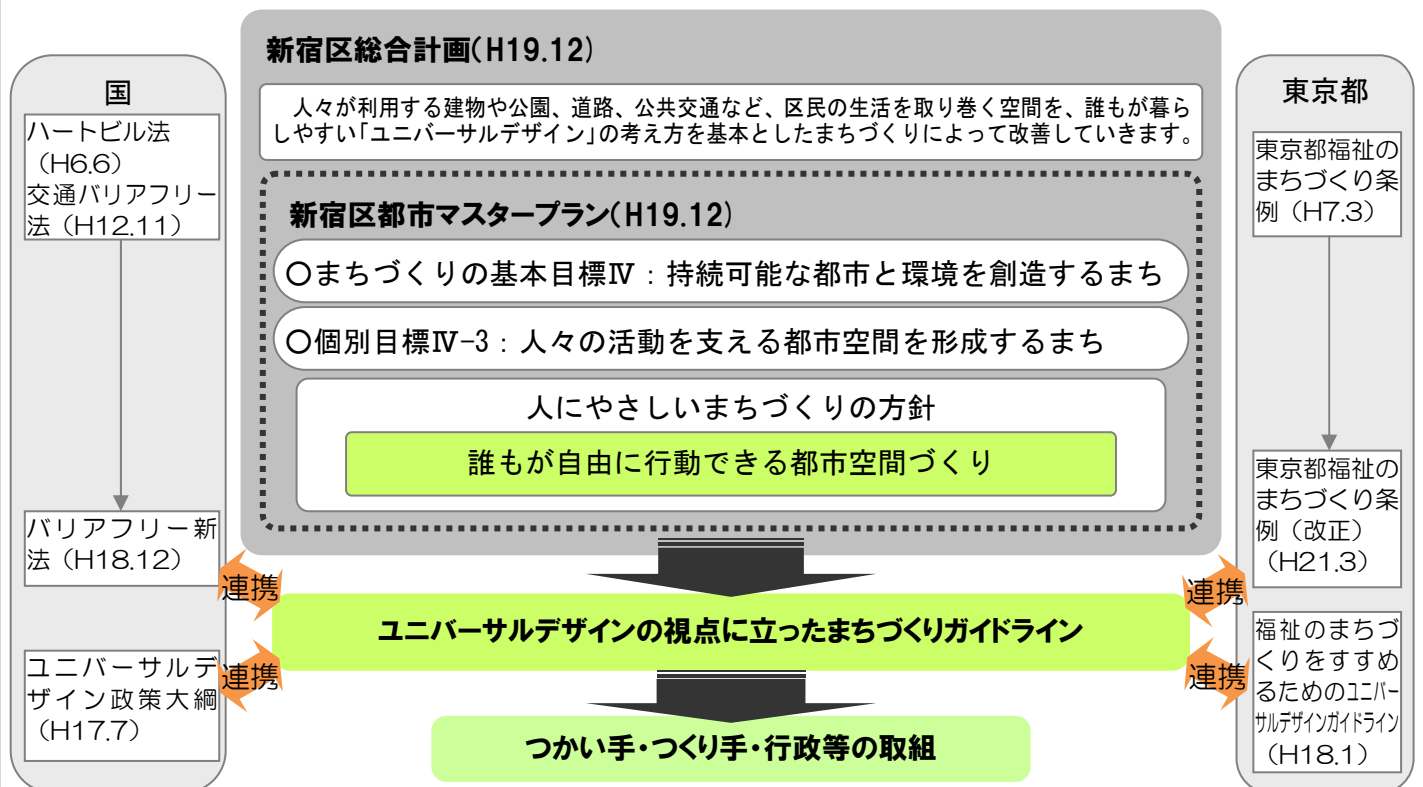 国
ハートビル法
（H6.6）
交通バリアフリー
法（H12.11）
バリアフリー新
法（H18.12）
ユニバーサルデ
ザイン政策大綱
（H17.7）
新宿区総合計画(H19.12)
人々が利用する建物や公園、道路、公共交通など、区民の生活を取り巻く空間を、誰もが暮ら
しやすい「ユニバーサルデザイン」の考え方を基本としたまちづくりによって改善していきます。
新宿区都市マスタープラン(H19.12)
○まちづくりの基本目標Ⅳ：持続可能な都市と環境を創造するまち
○個別目標Ⅳ-3：人々の活動を支える都市空間を形成するまち
人にやさしいまちづくりの方針
誰もが自由に行動できる都市空間づくり
連携
連携
ユニバーサルデザインの視点に立ったまちづくりガイドライン
連携
連携
つかい手・つくり手・行政等の取組
東京都
東京都福祉の
まちづくり条
例（H7.3）
東京都福祉の
まちづくり条
例（改正）
（H21.3）
福祉のまちづ
くりをすすめ
るためのユニバー
サルデザインガイドライン
（H18.1）